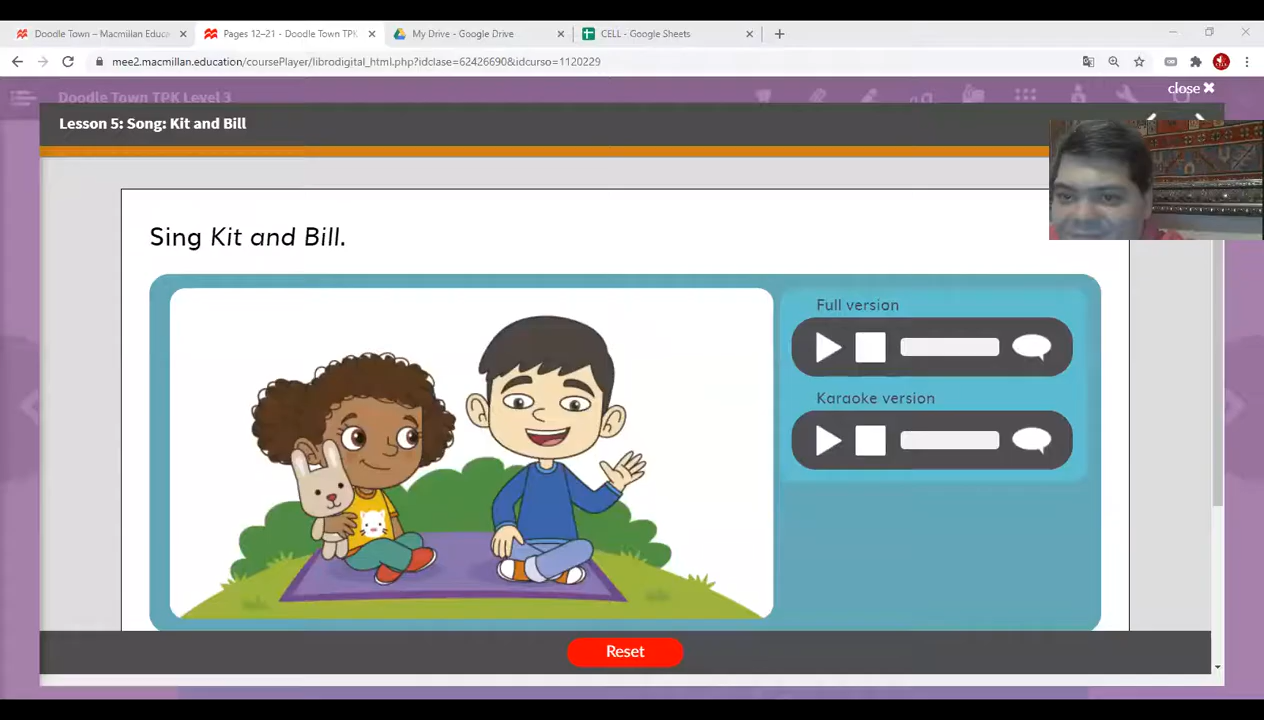 Doodle Town – Macmillan Educa
Pages 12–21 - Doodle Town TPK
My Drive - Google Drive
CELL - Google Sheets
mee2.macmillan.education/coursePlayer/librodigital_html.php?idclase=62426690&idcurso=1120229
Doodle Town TPK Level 3
close
Lesson 5: Song: Kit and Bill
Sing Kit and Bill.
Full version
Karaoke version
Reset